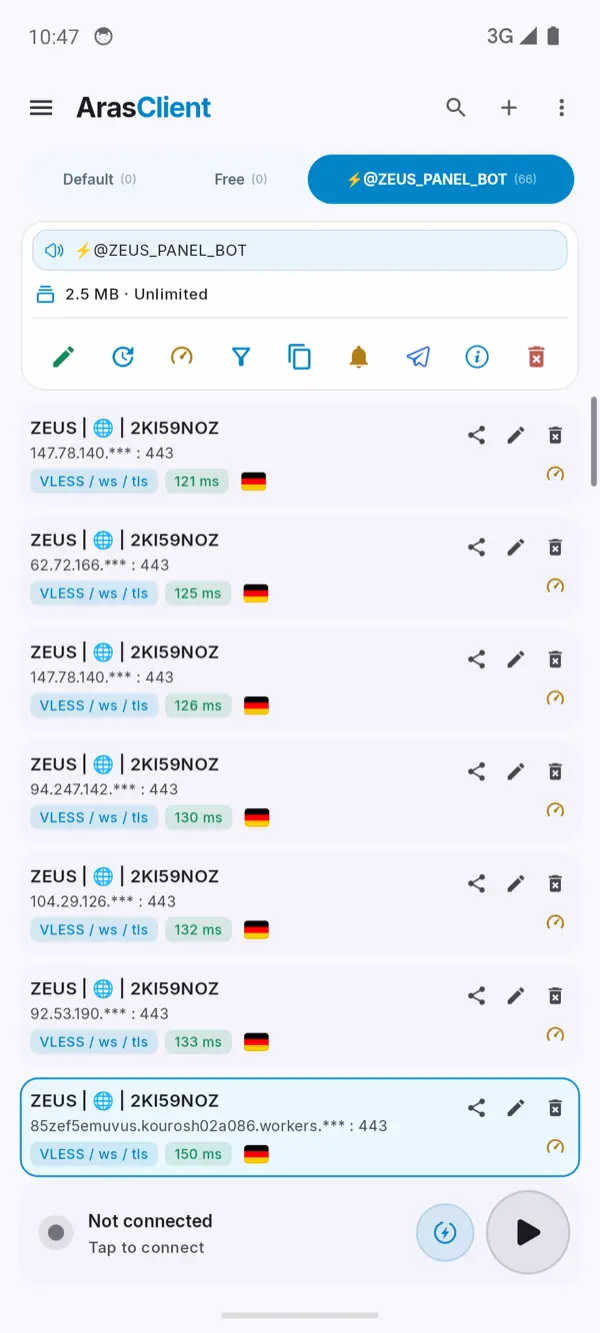 10:47
3G
ArasClient
Default (0)
Free (0)
⚡@ZEUS_PANEL_BOT (66)
⚡@ZEUS_PANEL_BOT
2.5 MB · Unlimited
ZEUS | 🌐 | 2KI59NOZ
147.78.140.*** : 443
VLESS / ws / tls 121 ms
ZEUS | 🌐 | 2KI59NOZ
62.72.166.*** : 443
VLESS / ws / tls 125 ms
ZEUS | 🌐 | 2KI59NOZ
147.78.140.*** : 443
VLESS / ws / tls 126 ms
ZEUS | 🌐 | 2KI59NOZ
94.247.142.*** : 443
VLESS / ws / tls 130 ms
ZEUS | 🌐 | 2KI59NOZ
104.29.126.*** : 443
VLESS / ws / tls 132 ms
ZEUS | 🌐 | 2KI59NOZ
92.53.190.*** : 443
VLESS / ws / tls 133 ms
ZEUS | 🌐 | 2KI59NOZ
85zef5emuvus.kourosh02a086.workers.*** : 443
VLESS / ws / tls 150 ms
Not connected
Tap to connect